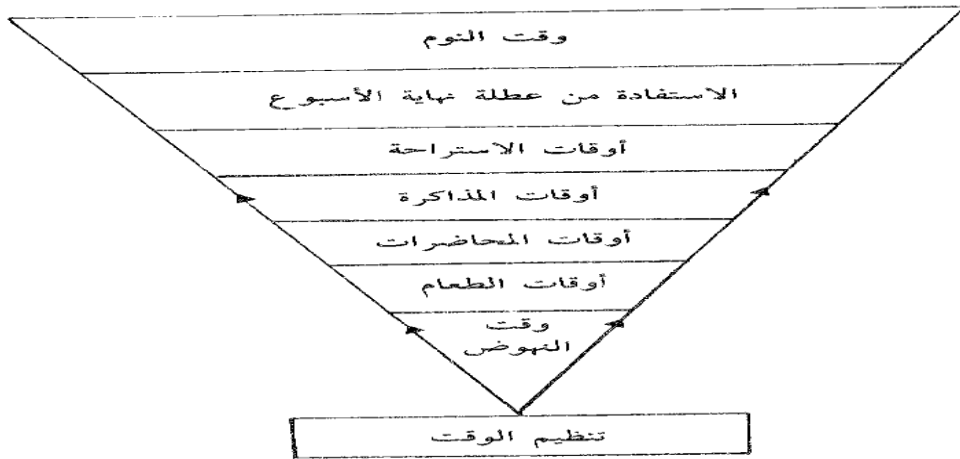 وقت النوم
الاستفادة من عطلة نهاية الأسبوع
أوقات الاستراحة
أوقات المذاكرة
أوقات المحاضرات
أوقات الطعام
وقت
النهوض
تنظيم الوقت